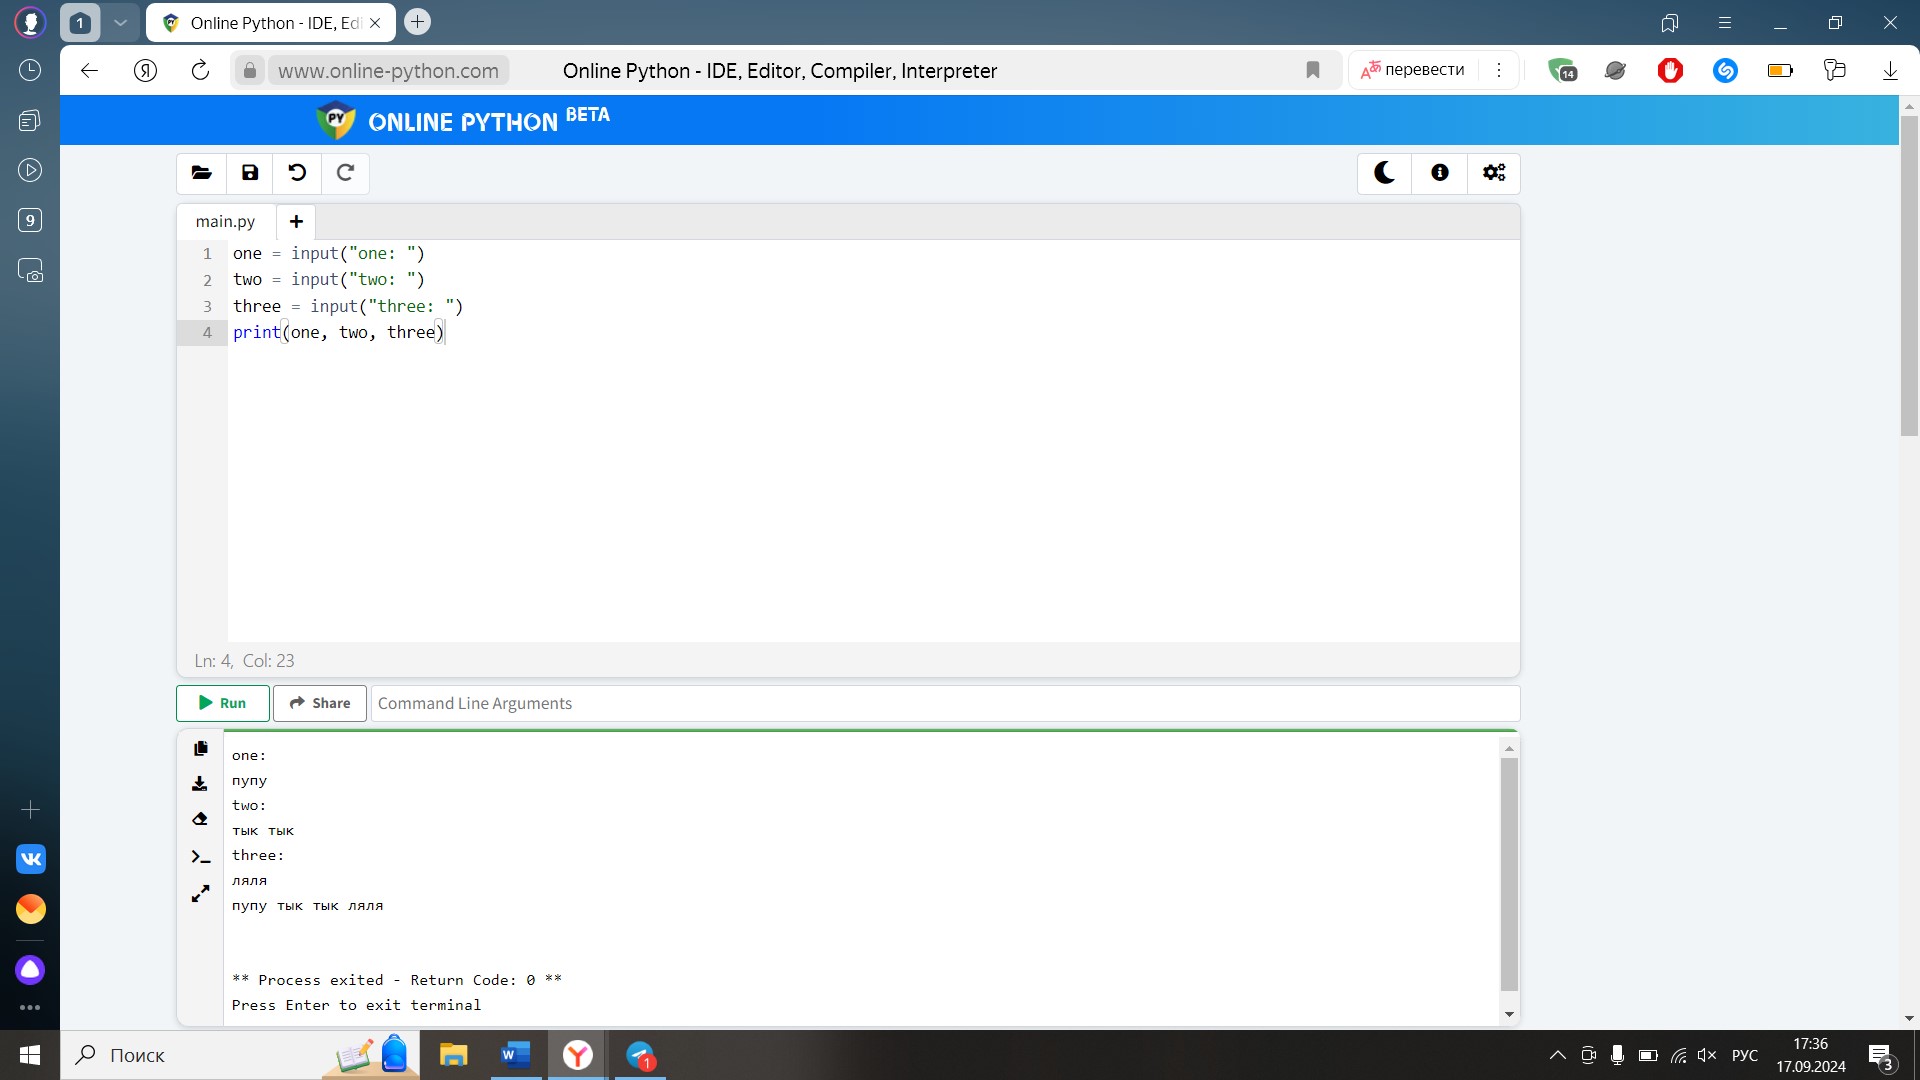 1
Online Python - IDE, Edi
www.online-python.com
Online Python - IDE, Editor, Compiler, Interpreter
перевести
14
9
PY ONLINE PYTHON BETA
main.py
1 one = input("one: ")
2 two = input("two: ")
3 three = input("three: ")
4 print(one, two, three)
Ln: 4, Col: 23
Run
Share
Command Line Arguments
one:
пупу
two:
тык тык
three:
ляля
пупу тык тык ляля
** Process exited - Return Code: 0 **
Press Enter to exit terminal
Поиск
1
РУС
17:36
17.09.2024
3